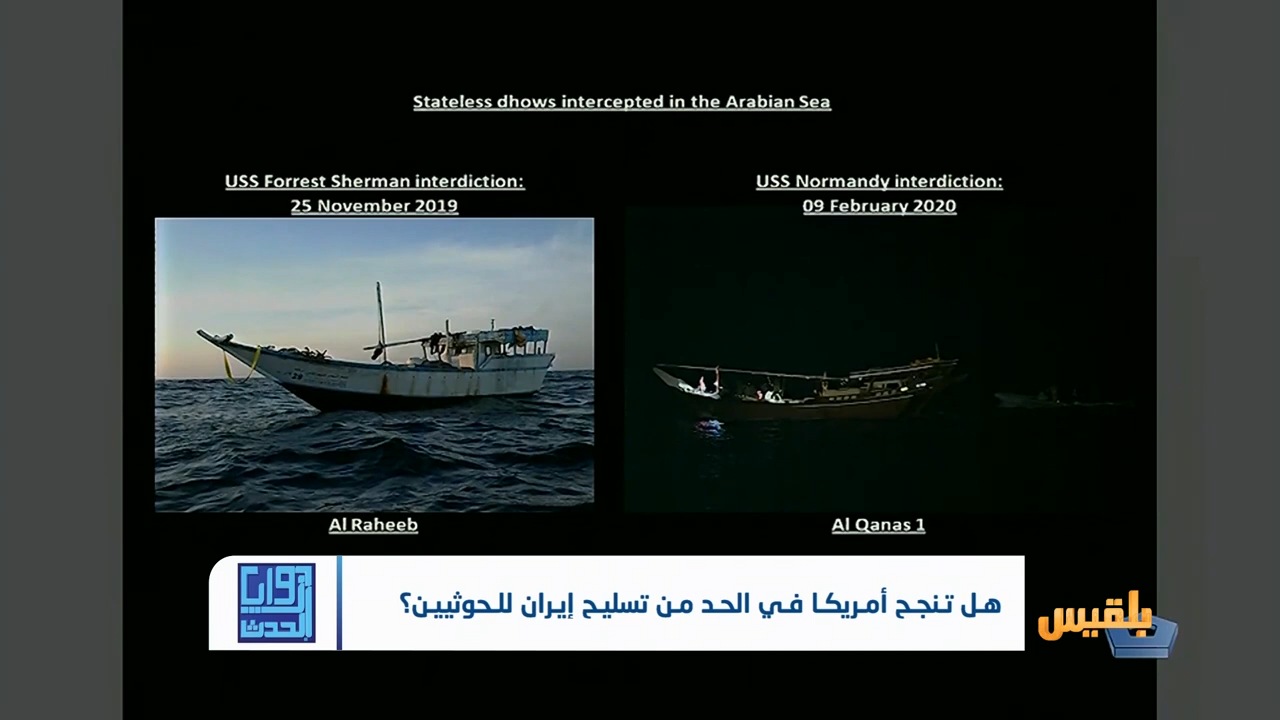 Stateless dhows intercepted in the Arabian Sea
USS Forrest Sherman interdiction:
25 November 2019
USS Normandy interdiction:
09 February 2020
Al Raheeb
Al Qanas 1
هل تنجح أمريكا في الحد من تسليح إيران للحوثيين؟
الحدث
بلقيس